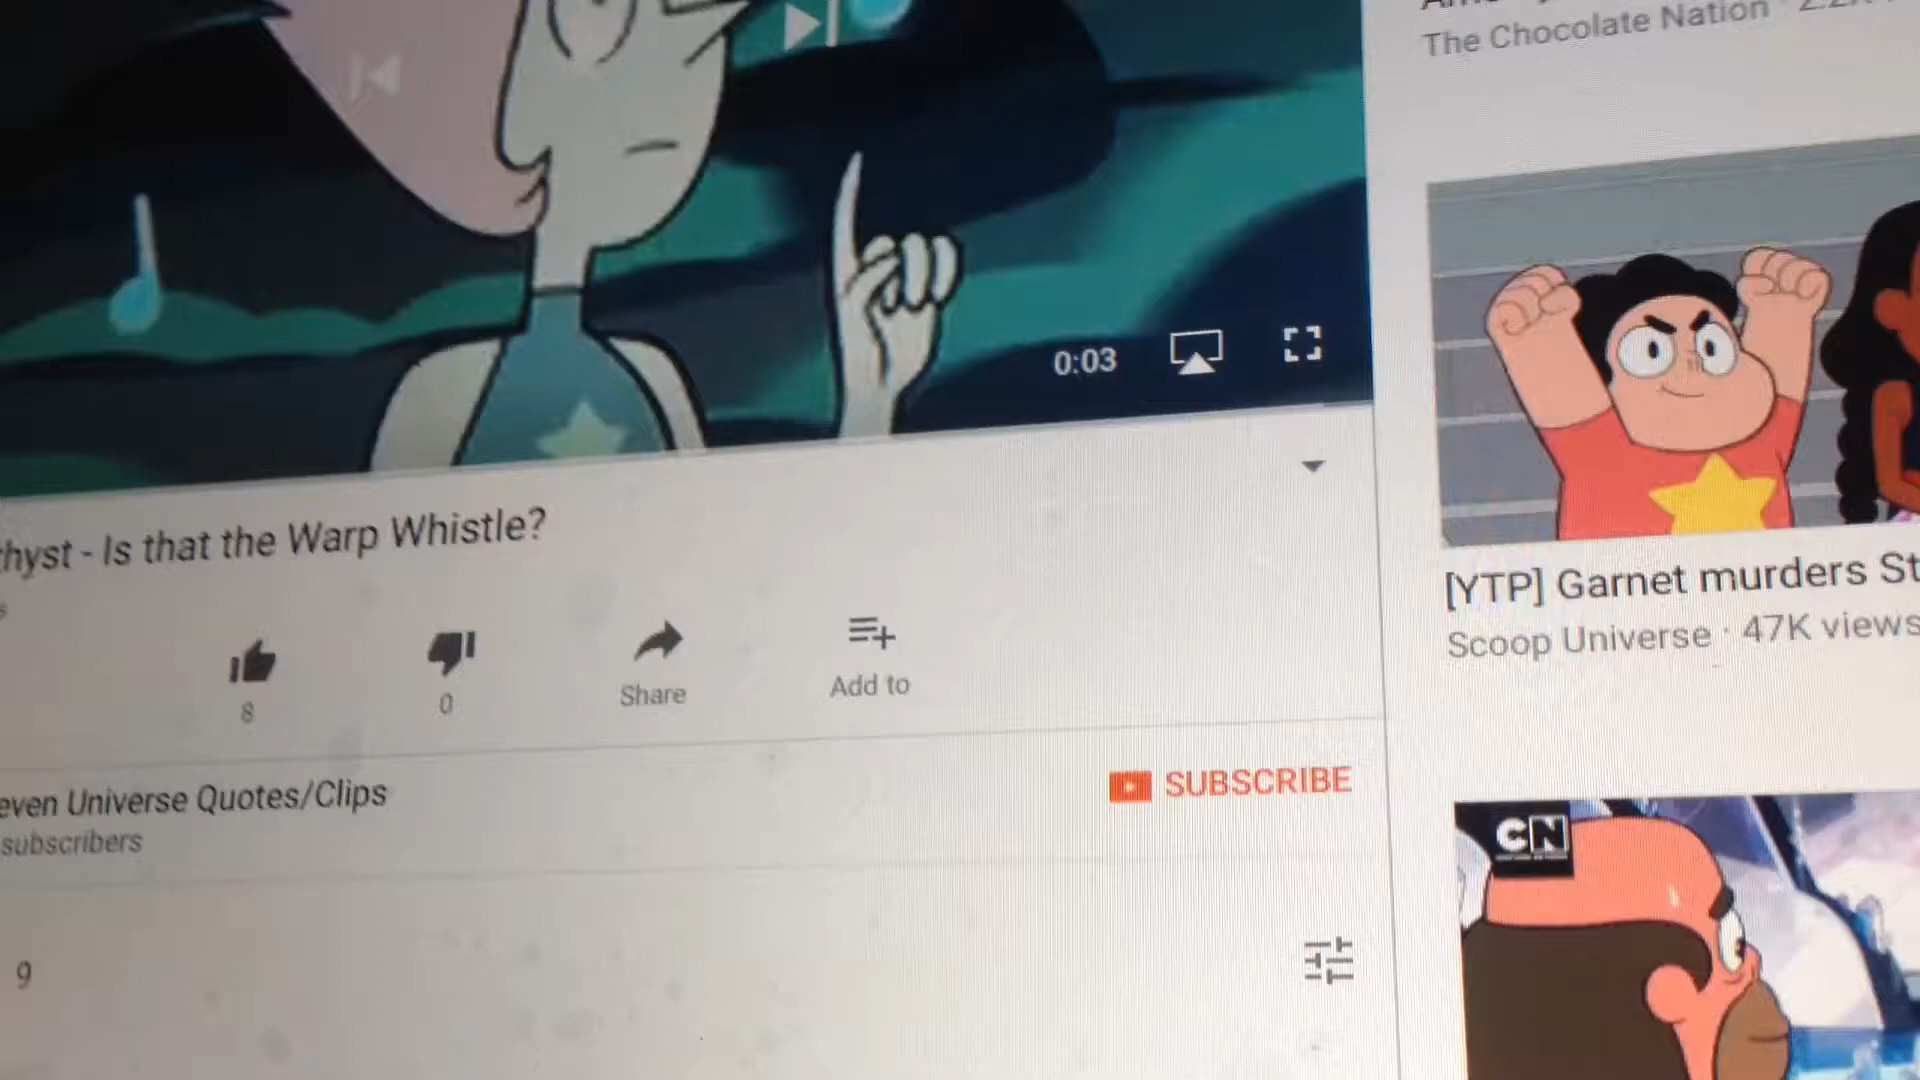 The Chocolate Nation
0:03
hyst - Is that the Warp Whistle?
8
0
Share
Add to
[YTP] Garnet murders St
Scoop Universe · 47K views
even Universe Quotes/Clips
subscribers
SUBSCRIBE
CN
9